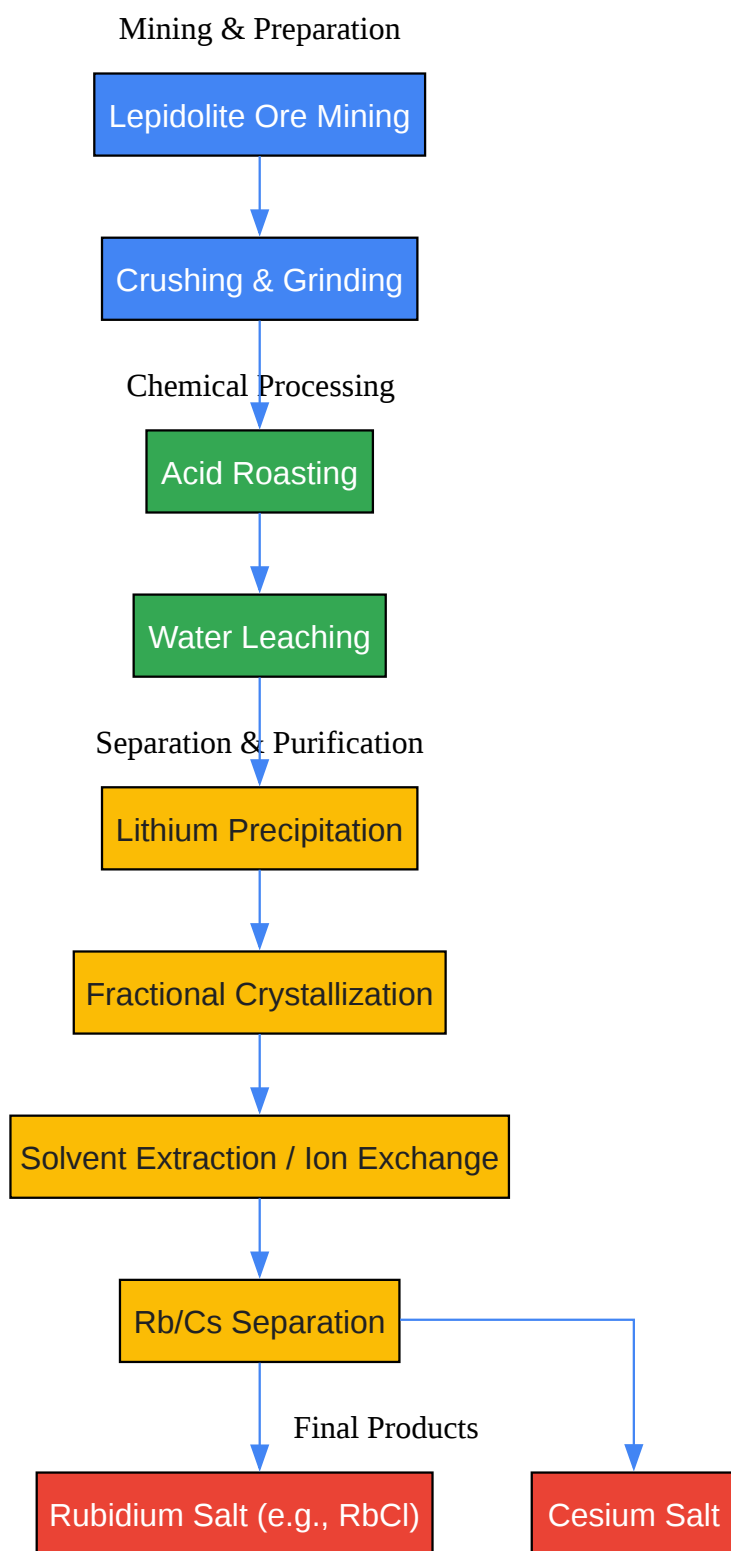 Mining & Preparation
Lepidolite Ore Mining
Crushing & Grinding
Chemical Processing
Acid Roasting
Water Leaching
Separation & Purification
Lithium Precipitation
Fractional Crystallization
Solvent Extraction / Ion Exchange
Rb/Cs Separation
Final Products
Rubidium Salt (e.g., RbCl)
Cesium Salt